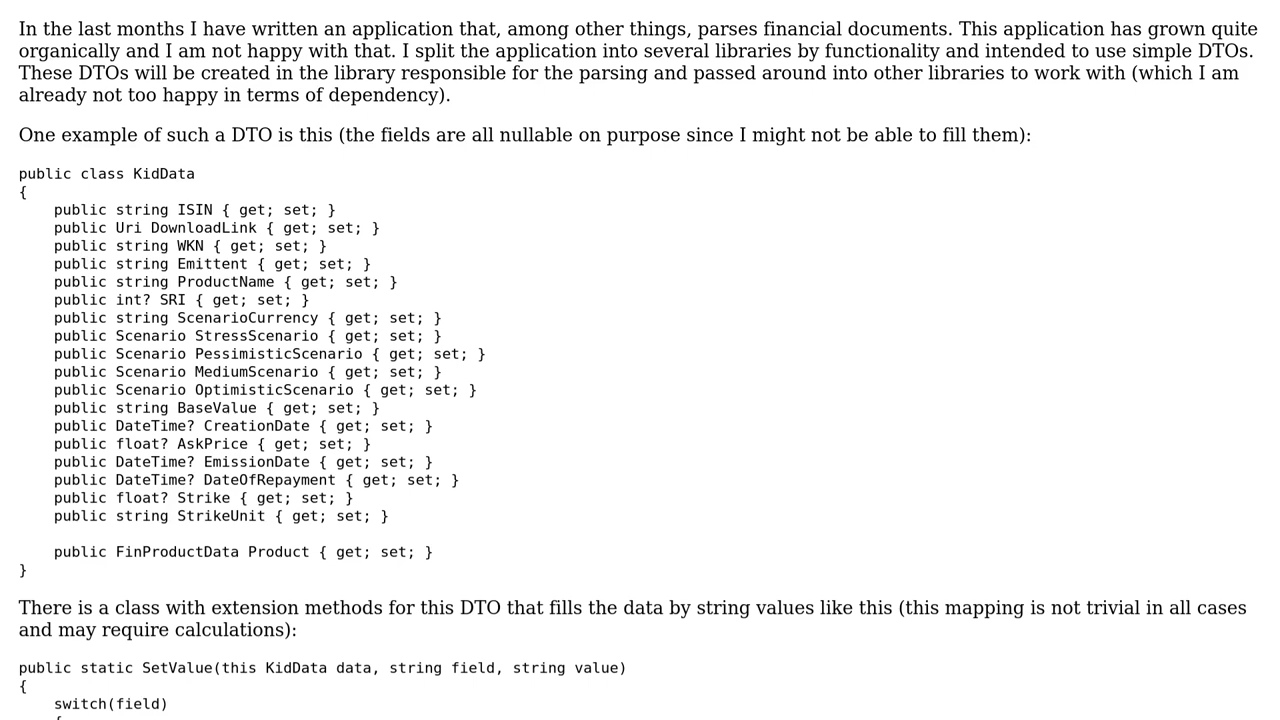 In the last months I have written an application that, among other things, parses financial documents. This application has grown quite
organically and I am not happy with that. I split the application into several libraries by functionality and intended to use simple DTOs.
These DTOs will be created in the library responsible for the parsing and passed around into other libraries to work with (which I am
already not too happy in terms of dependency).
One example of such a DTO is this (the fields are all nullable on purpose since I might not be able to fill them):
public class KidData
{
    public string ISIN { get; set; }
    public Uri DownloadLink { get; set; }
    public string WKN { get; set; }
    public string Emittent { get; set; }
    public string ProductName { get; set; }
    public int? SRI { get; set; }
    public string ScenarioCurrency { get; set; }
    public Scenario StressScenario { get; set; }
    public Scenario PessimisticScenario { get; set; }
    public Scenario MediumScenario { get; set; }
    public Scenario OptimisticScenario { get; set; }
    public string BaseValue { get; set; }
    public DateTime? CreationDate { get; set; }
    public float? AskPrice { get; set; }
    public DateTime? EmissionDate { get; set; }
    public DateTime? DateOfRepayment { get; set; }
    public float? Strike { get; set; }
    public string StrikeUnit { get; set; }
    public FinProductData Product { get; set; }
}
There is a class with extension methods for this DTO that fills the data by string values like this (this mapping is not trivial in all cases
and may require calculations):
public static SetValue(this KidData data, string field, string value)
{
    switch(field)
    {